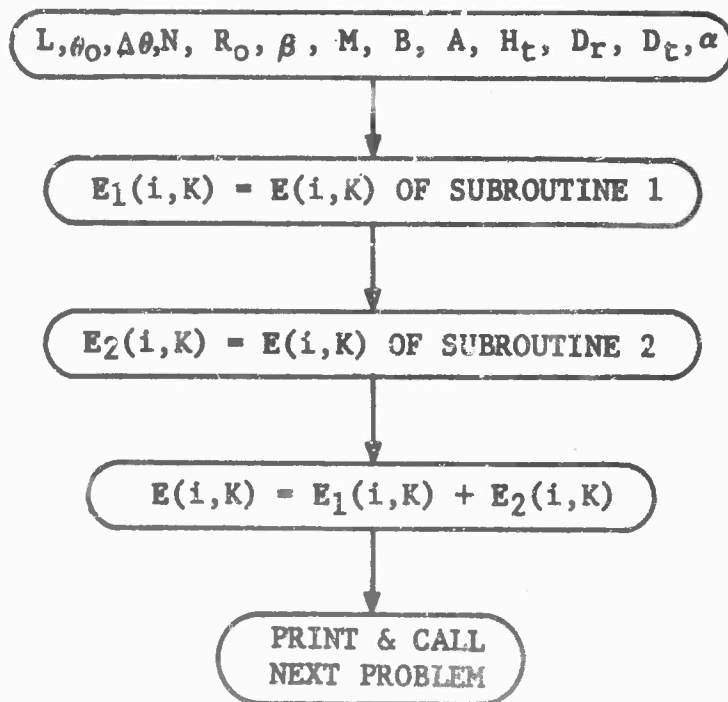 L, θ₀, Δθ, N, R₀, β, M, B, A, Hₜ, Dᵣ, Dₜ, α
E₁(i,K) = E(i,K) OF SUBROUTINE 1
E₂(i,K) = E(i,K) OF SUBROUTINE 2
E(i,K) = E₁(i,K) + E₂(i,K)
PRINT & CALL
NEXT PROBLEM